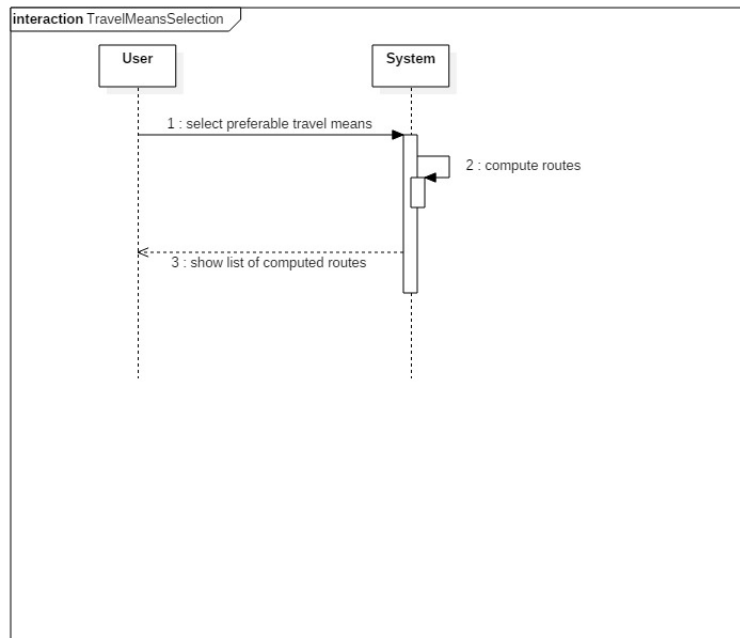 interaction TravelMeansSelection
User
System
1 : select preferable travel means
2 : compute routes
3 : show list of computed routes